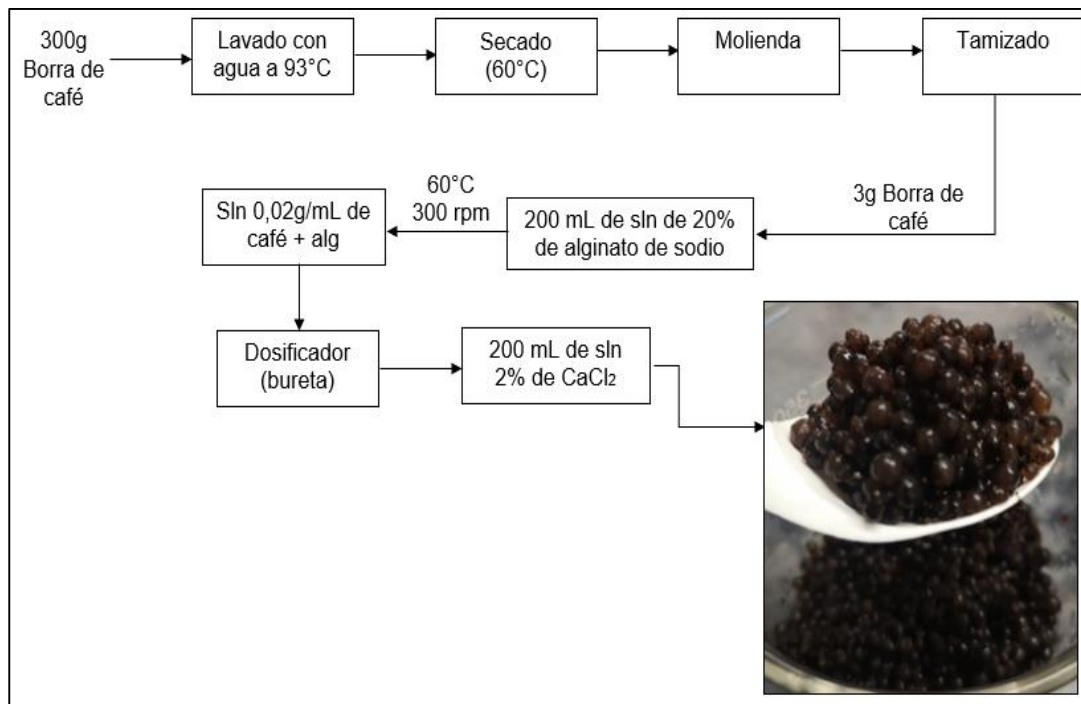 300g
Borra de
café
Lavado con
agua a 93°C
Secado
(60°C)
Molienda
Tamizado
3g Borra de
café
200 mL de sln de 20%
de alginato de sodio
60°C
300 rpm
Sln 0,02g/mL de
café + alg
Dosificador
(bureta)
200 mL de sln
2% de CaCl₂